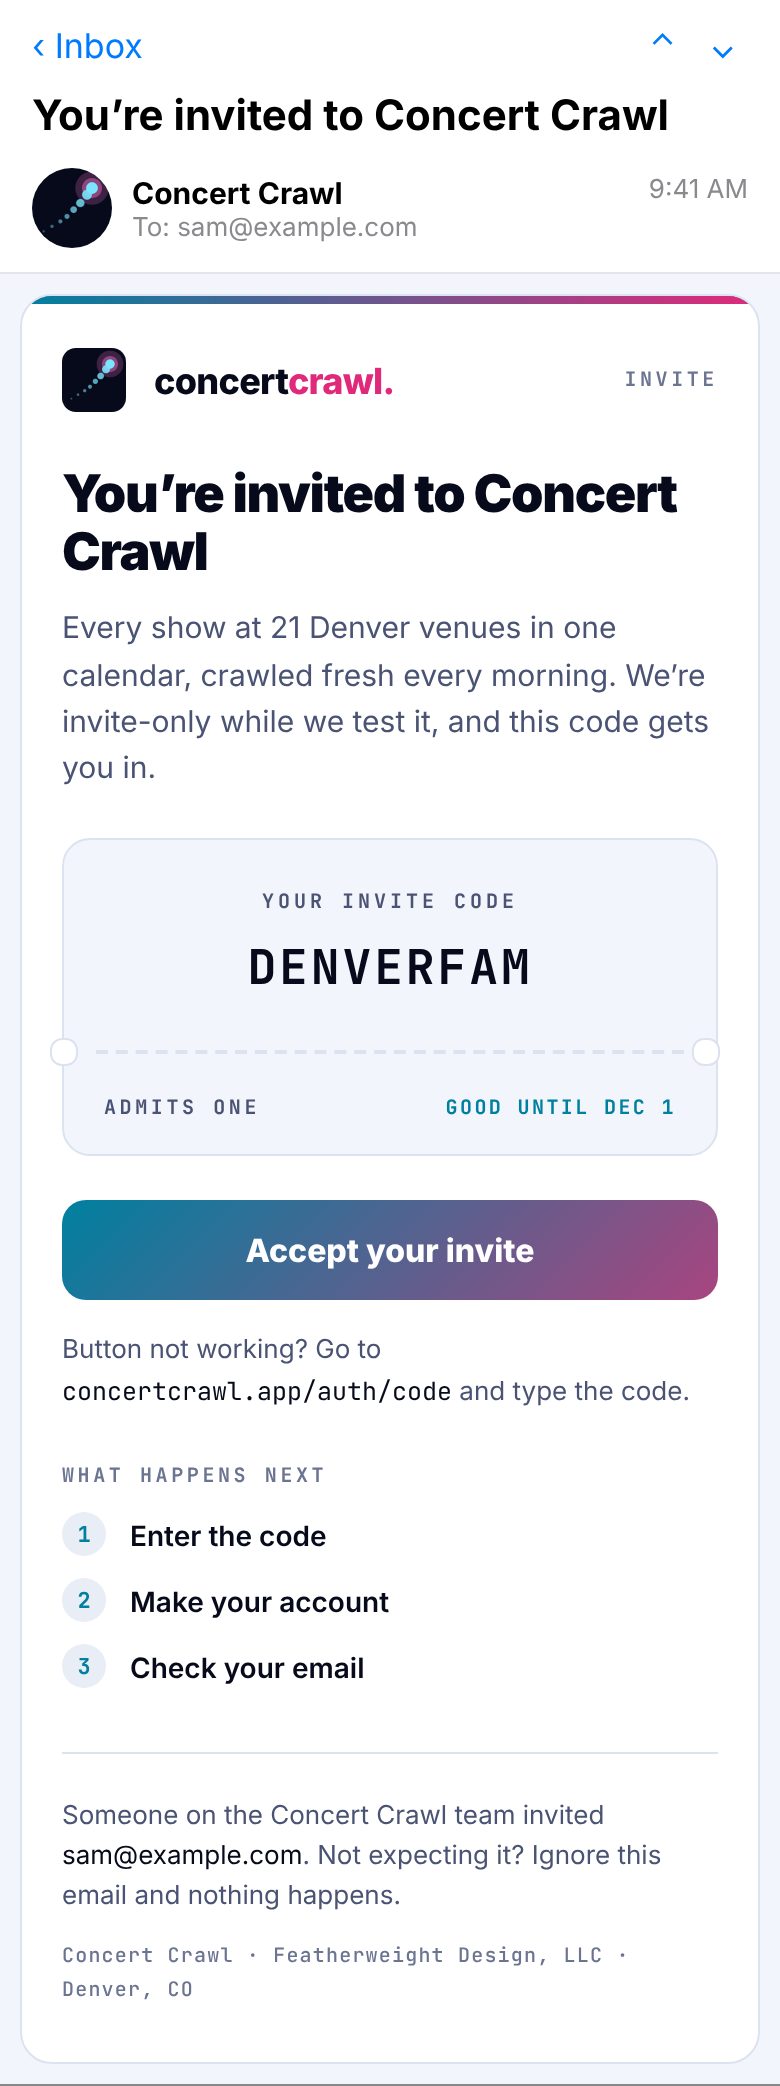 ‹ Inbox
You’re invited to Concert Crawl
Concert Crawl
9:41 AM
To: sam@example.com
concertcrawl.
INVITE
You’re invited to Concert
Crawl
Every show at 21 Denver venues in one
calendar, crawled fresh every morning. We’re
invite-only while we test it, and this code gets
you in.
YOUR INVITE CODE
DENVERFAM
ADMITS ONE
GOOD UNTIL DEC 1
Accept your invite
Button not working? Go to
concertcrawl.app/auth/code and type the code.
WHAT HAPPENS NEXT
1 Enter the code
2 Make your account
3 Check your email
Someone on the Concert Crawl team invited
sam@example.com. Not expecting it? Ignore this
email and nothing happens.
Concert Crawl · Featherweight Design, LLC ·
Denver, CO